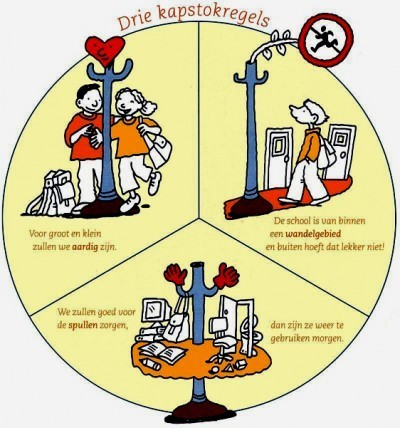 Drie kapstokregels
Voor groot en klein
zullen we aardig zijn.
De school is van binnen
een wandelgebied
en buiten hoeft dat lekker niet!
We zullen goed voor
de spullen zorgen,
dan zijn ze weer te
gebruiken morgen.